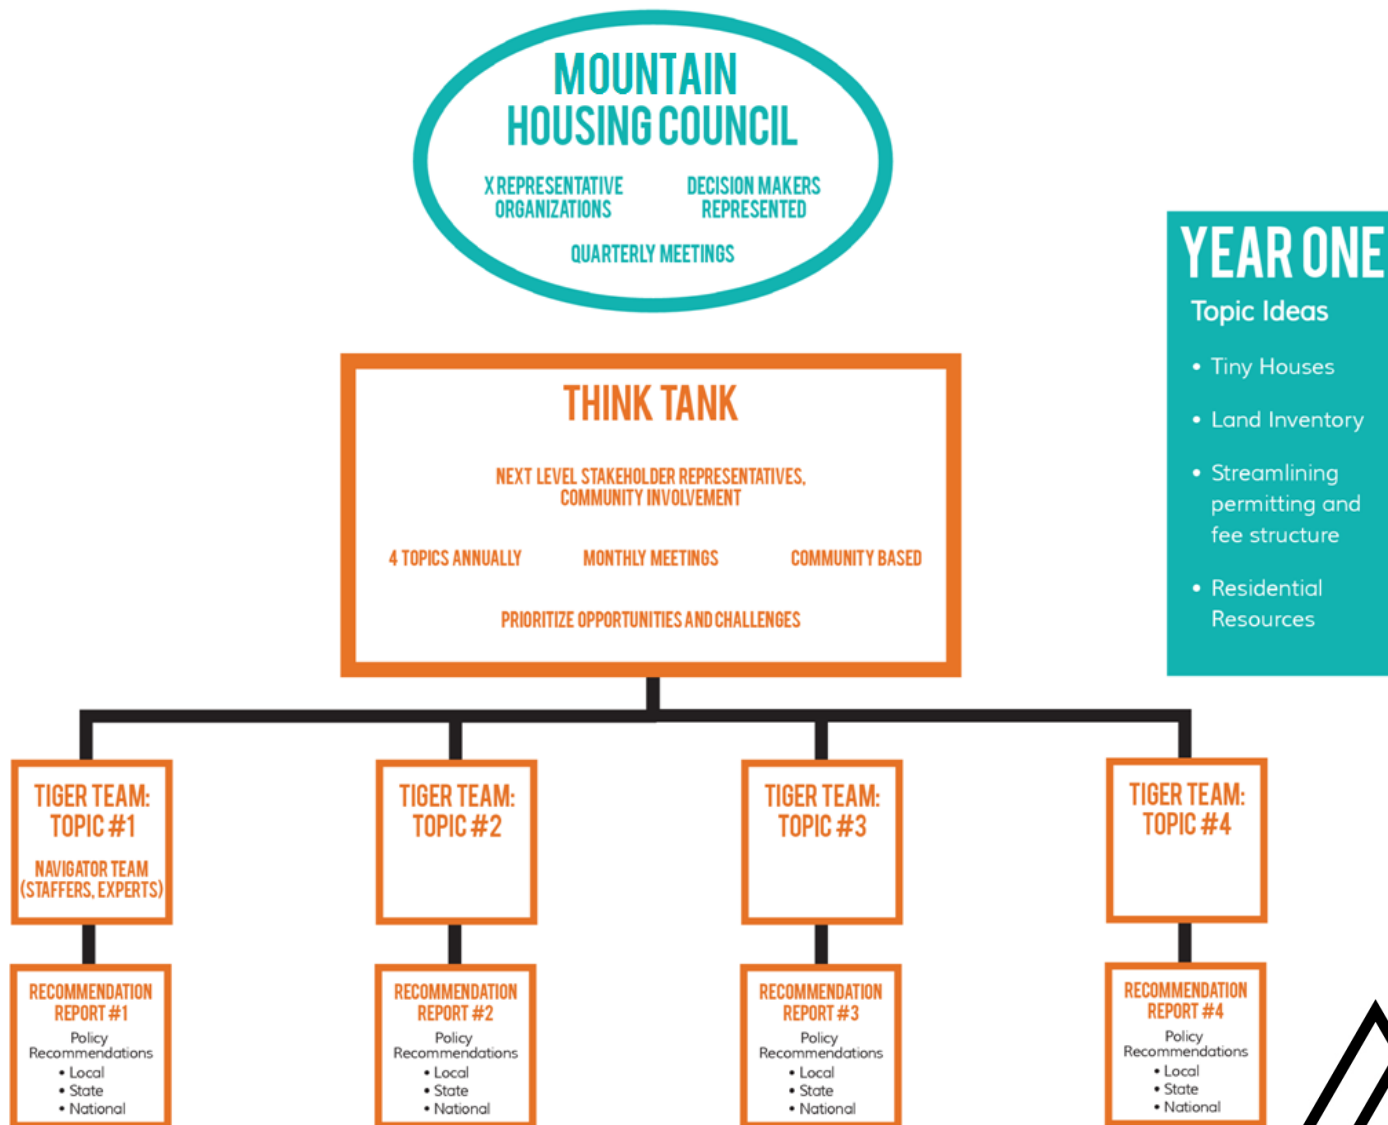 MOUNTAIN
HOUSING COUNCIL
X REPRESENTATIVE
ORGANIZATIONS
DECISION MAKERS
REPRESENTED
QUARTERLY MEETINGS
YEAR ONE
Topic Ideas
• Tiny Houses
• Land Inventory
• Streamlining
permitting and
fee structure
• Residential
Resources
THINK TANK
NEXT LEVEL STAKEHOLDER REPRESENTATIVES,
COMMUNITY INVOLVEMENT
4 TOPICS ANNUALLY
MONTHLY MEETINGS
COMMUNITY BASED
PRIORITIZE OPPORTUNITIES AND CHALLENGES
TIGER TEAM:
TOPIC #1
NAVIGATOR TEAM
(STAFFERS, EXPERTS)
TIGER TEAM:
TOPIC #2
TIGER TEAM:
TOPIC #3
TIGER TEAM:
TOPIC #4
RECOMMENDATION
REPORT #1
Policy
Recommendations
• Local
• State
• National
RECOMMENDATION
REPORT #2
Policy
Recommendations
• Local
• State
• National
RECOMMENDATION
REPORT #3
Policy
Recommendations
• Local
• State
• National
RECOMMENDATION
REPORT #4
Policy
Recommendations
• Local
• State
• National